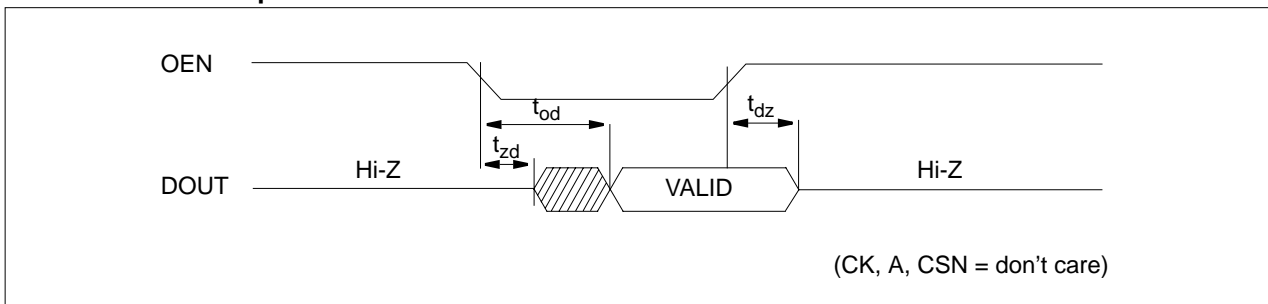 OEN
t_od
t_dz
t_zd
Hi-Z
Hi-Z
DOUT
VALID
(CK, A, CSN = don't care)